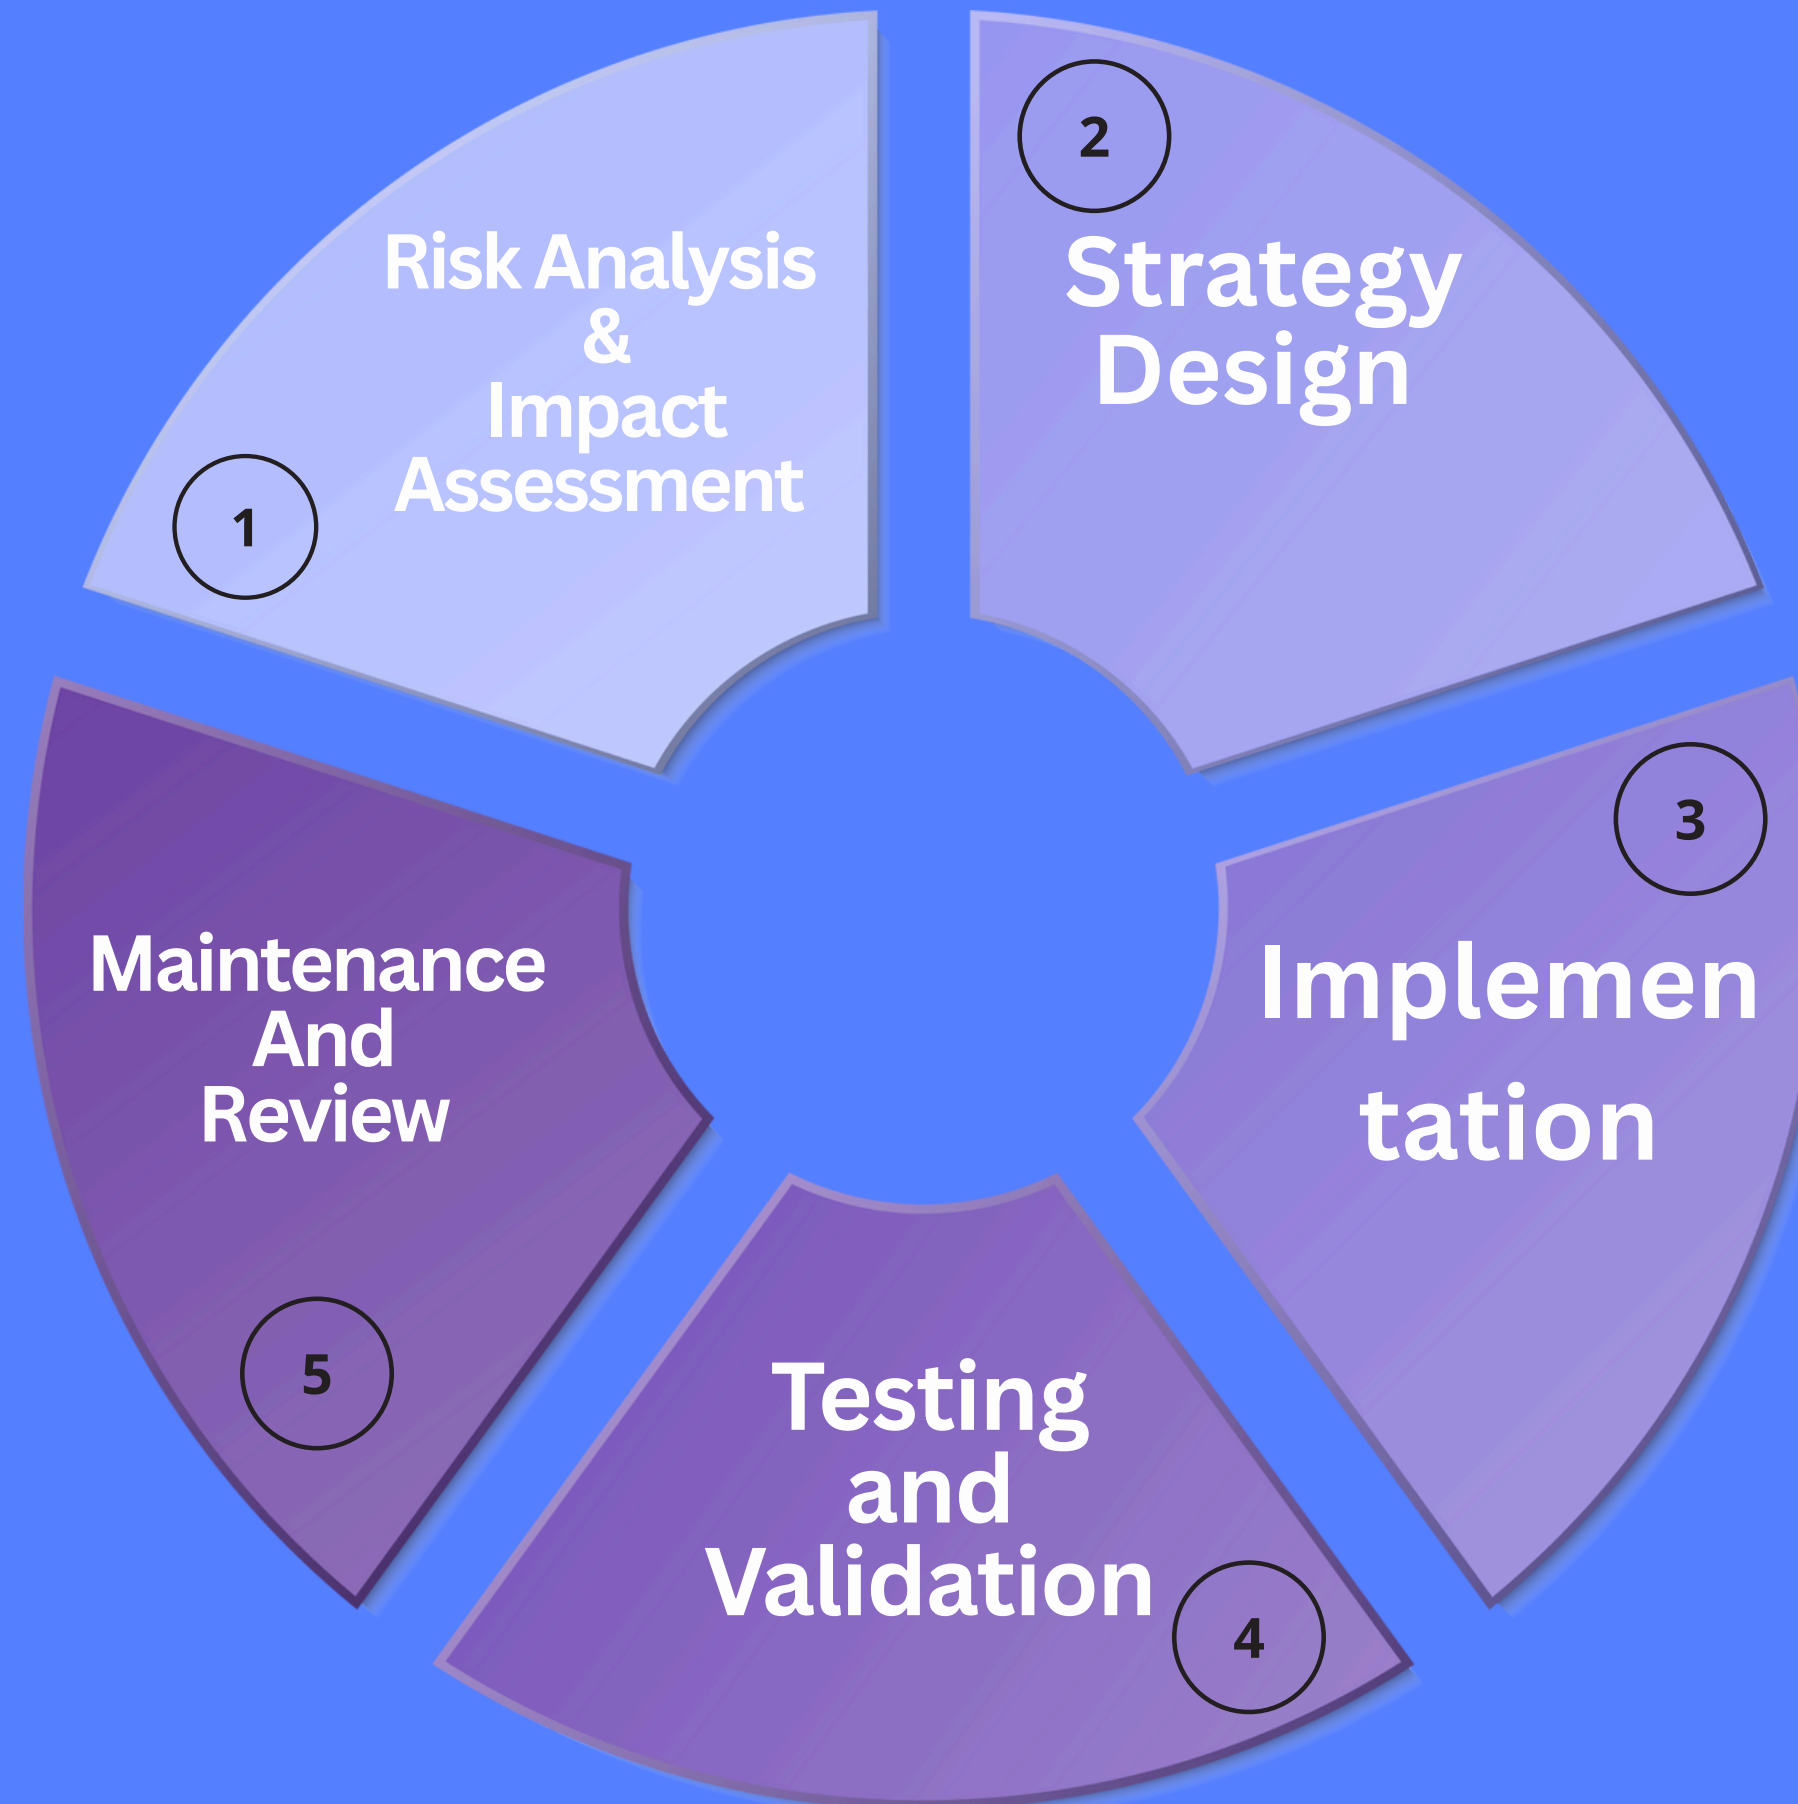 1
Risk Analysis
&
Impact
Assessment
2
Strategy
Design
3
Implemen
tation
4
Testing
and
Validation
5
Maintenance
And
Review